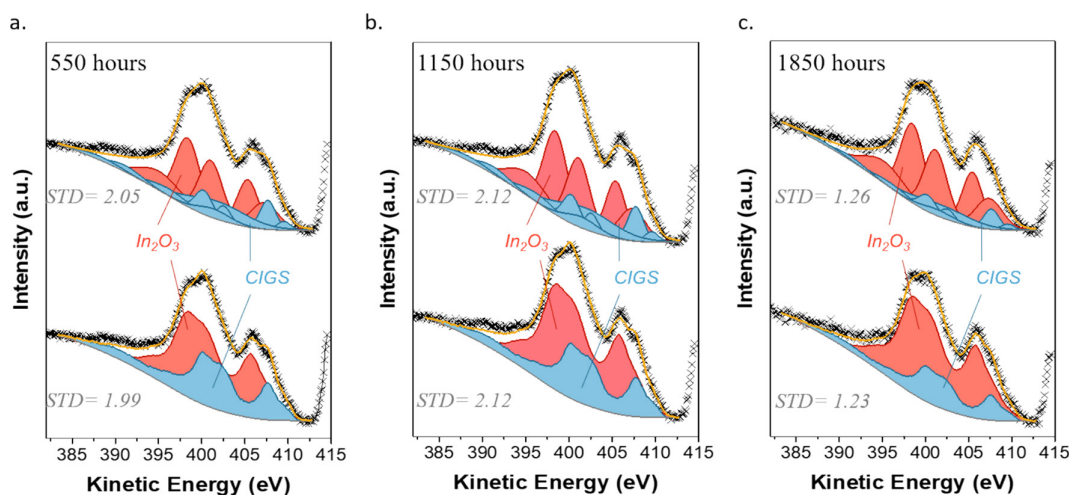 a.
550 hours
STD= 2.05
In₂O₃
CIGS
STD= 1.99
Intensity (a.u.)
385 390 395 400 405 410 415
Kinetic Energy (eV)
b.
1150 hours
STD= 2.12
In₂O₃
CIGS
STD= 2.12
Intensity (a.u.)
385 390 395 400 405 410 415
Kinetic Energy (eV)
c.
1850 hours
STD= 1.26
In₂O₃
CIGS
STD= 1.23
Intensity (a.u.)
385 390 395 400 405 410 415
Kinetic Energy (eV)